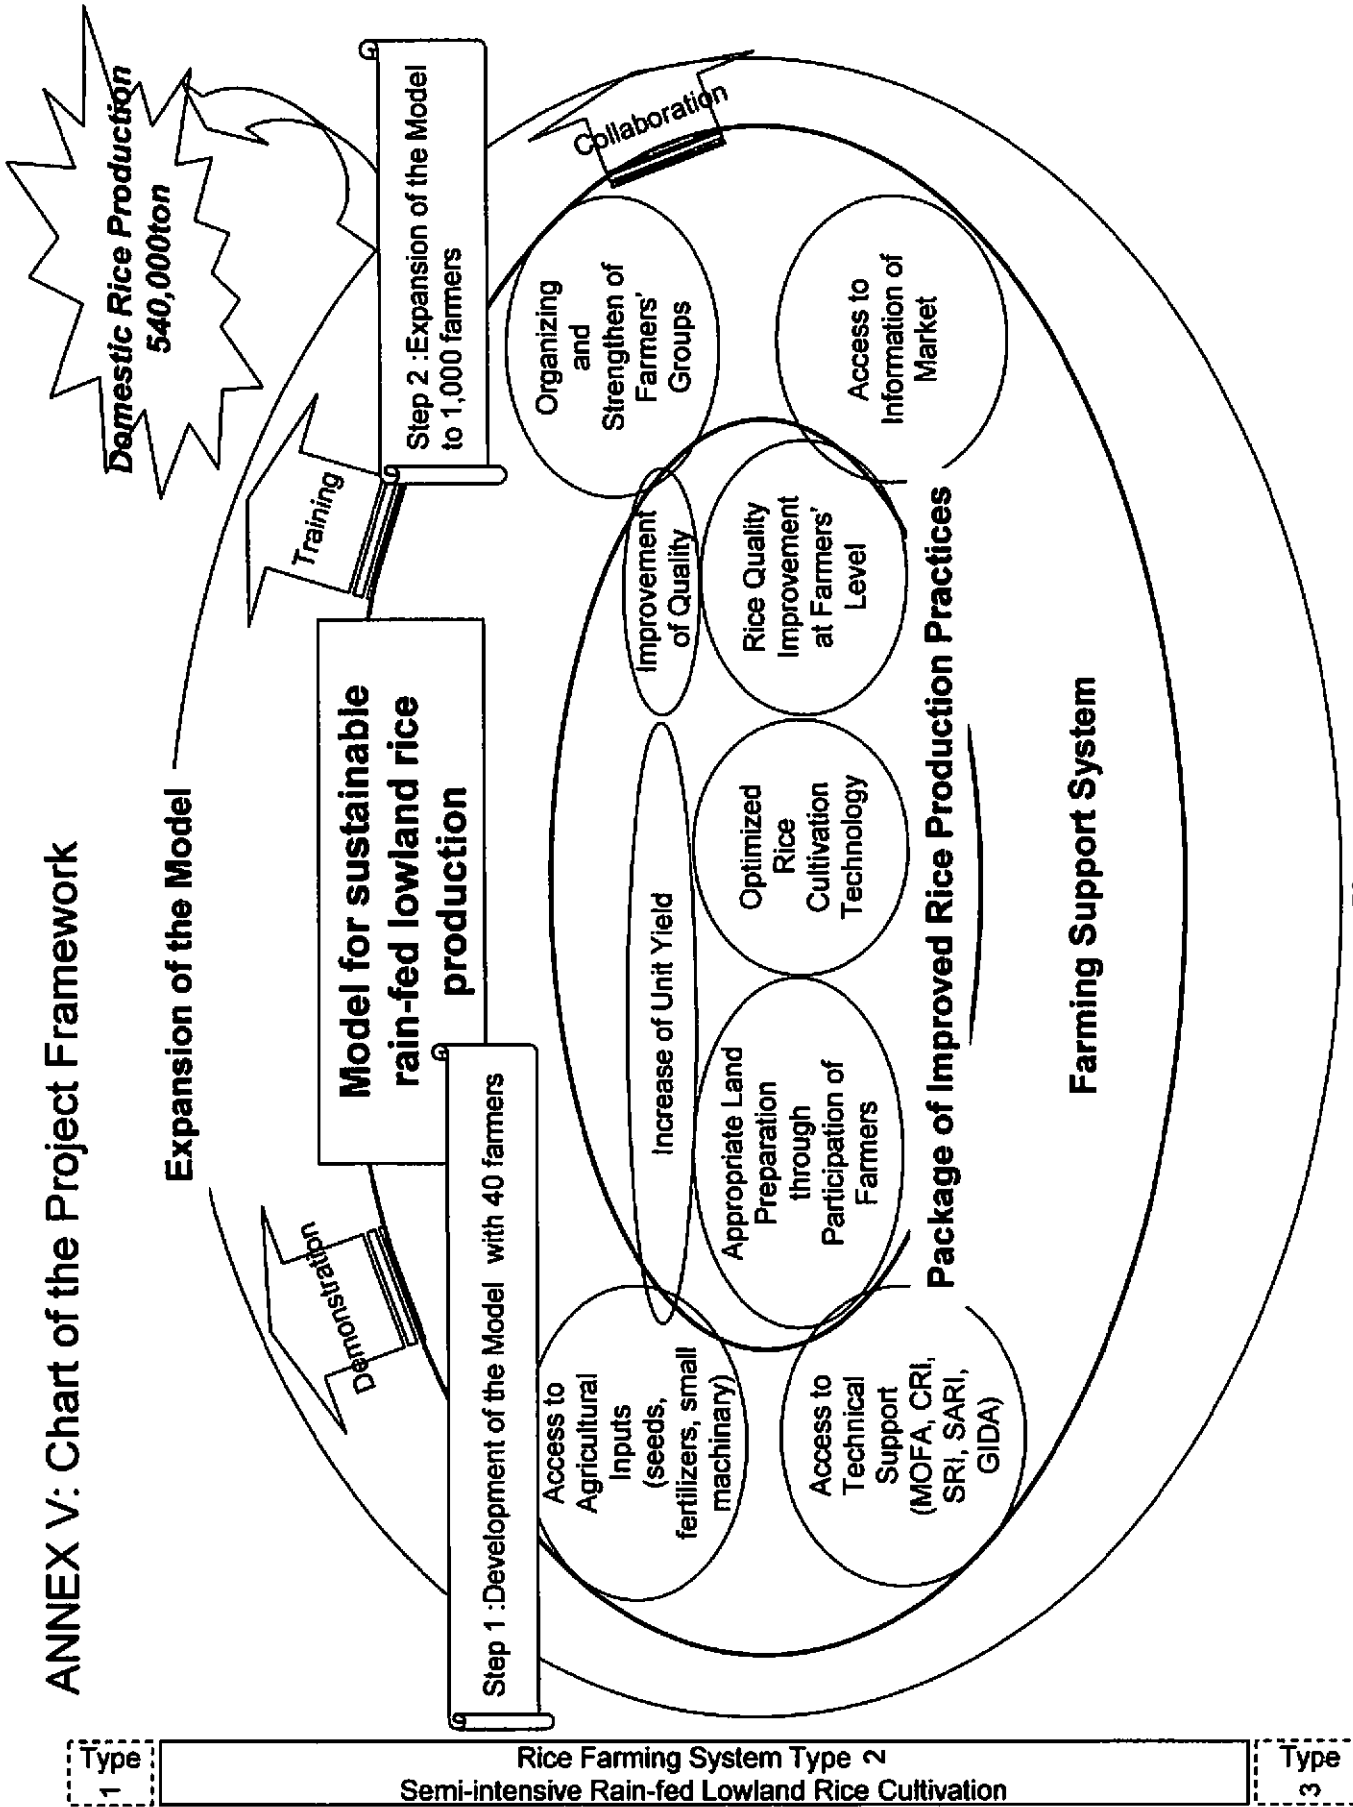 ANNEX V: Chart of the Project Framework
Domestic Rice Production
540,000ton
Expansion of the Model
Demonstration
Training
Collaboration
Model for sustainable
rain-fed lowland rice
production
Step 2 :Expansion of the Model
to 1,000 farmers
Step 1 :Development of the Model with 40 farmers
Access to
Agricultural
Inputs
(seeds,
fertilizers, small
machinary)
Increase of Unit Yield
Improvement
of Quality
Organizing
and
Strengthen of
Farmers'
Groups
Appropriate Land
Preparation
through
Participation of
Farmers
Optimized
Rice
Cultivation
Technology
Rice Quality
Improvement
at Farmers'
Level
Access to
Technical
Support
(MOFA, CRI,
SRI, SARI,
GIDA)
Access to
Information of
Market
Package of Improved Rice Production Practices
Farming Support System
Type
1
Rice Farming System Type 2
Semi-intensive Rain-fed Lowland Rice Cultivation
Type
3